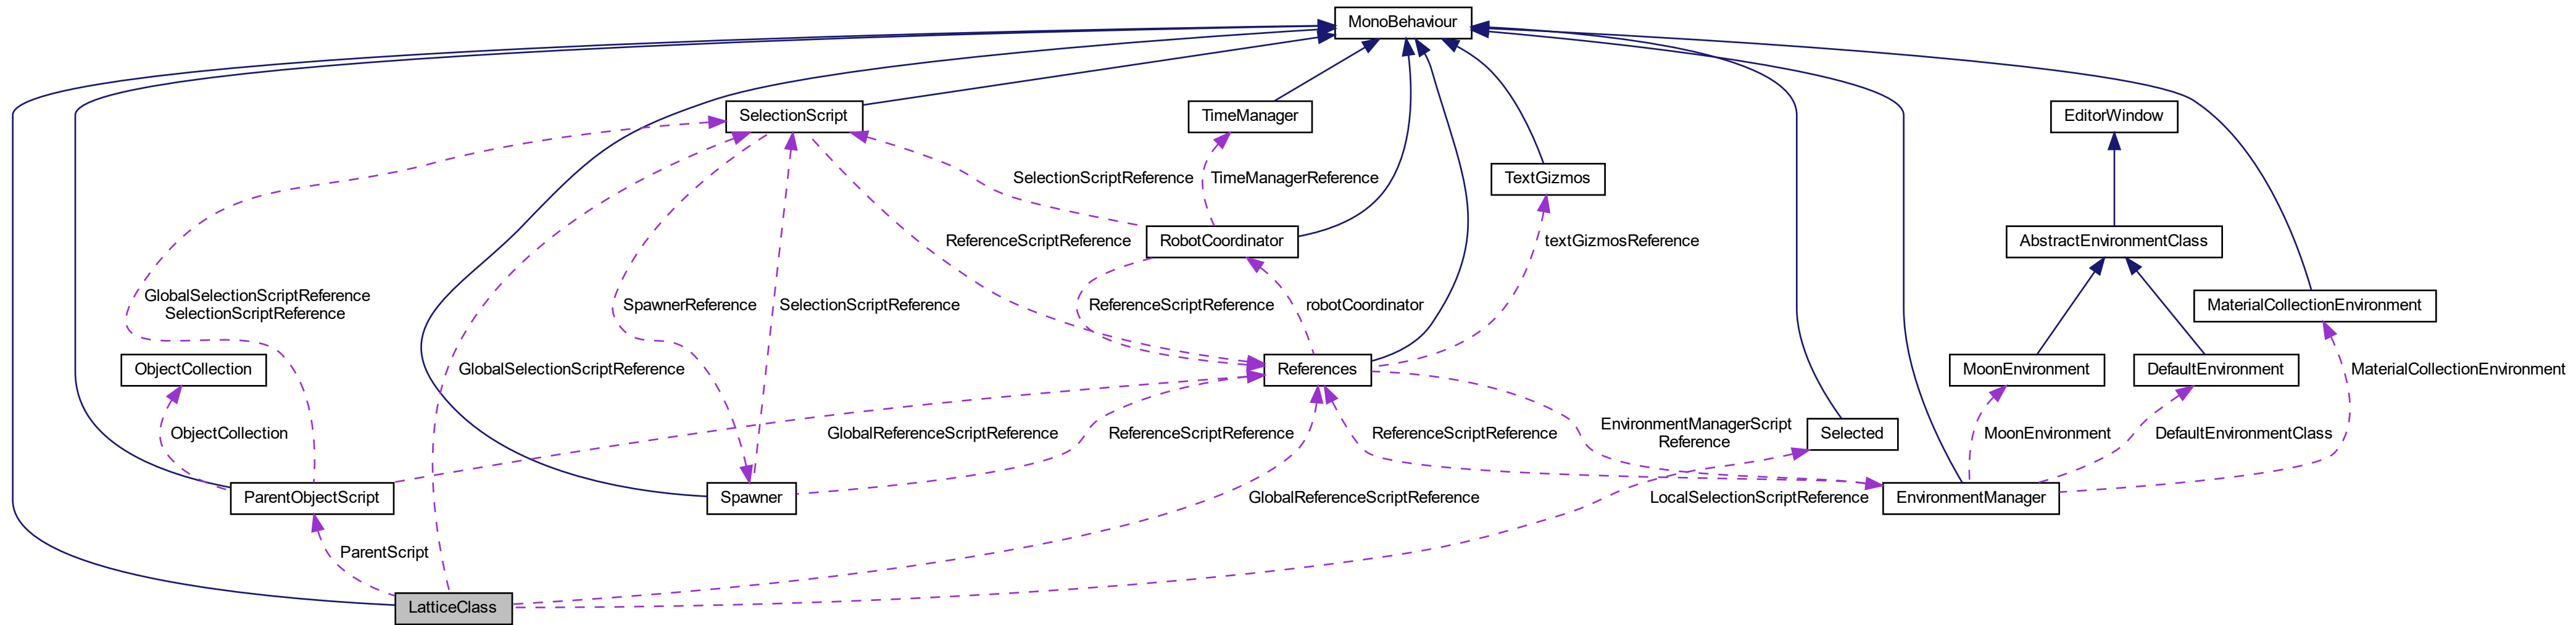 MonoBehaviour
SelectionScript
TimeManager
EditorWindow
SelectionScriptReference
TimeManagerReference
TextGizmos
ReferenceScriptReference
RobotCoordinator
textGizmosReference
AbstractEnvironmentClass
GlobalSelectionScriptReference
SelectionScriptReference
SpawnerReference
SelectionScriptReference
ReferenceScriptReference
robotCoordinator
MaterialCollectionEnvironment
ObjectCollection
GlobalSelectionScriptReference
References
MoonEnvironment
DefaultEnvironment
MaterialCollectionEnvironment
ObjectCollection
GlobalReferenceScriptReference
ReferenceScriptReference
ReferenceScriptReference
EnvironmentManagerScript
Reference
Selected
MoonEnvironment
DefaultEnvironmentClass
ParentObjectScript
Spawner
GlobalReferenceScriptReference
LocalSelectionScriptReference
EnvironmentManager
ParentScript
LatticeClass